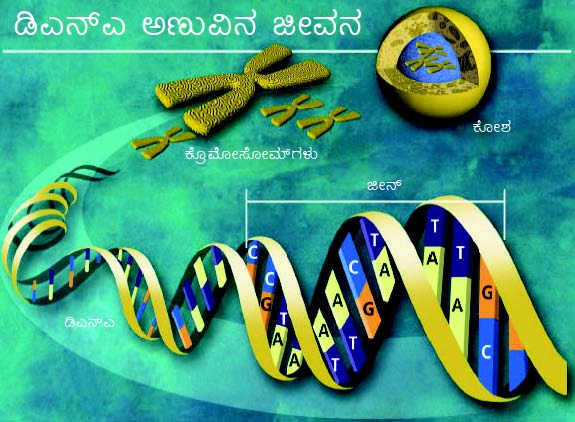 ಡಿಎನ್ಎ ಅಣುವಿನ ಜೀವನ
ಕೋಶ
ಕ್ರೊಮೋಸೋಮ್‌ಗಳು
ಜೀನ್
ಡಿಎನ್ಎ
C C T T T
G C A G
T A G A A
A A A T C